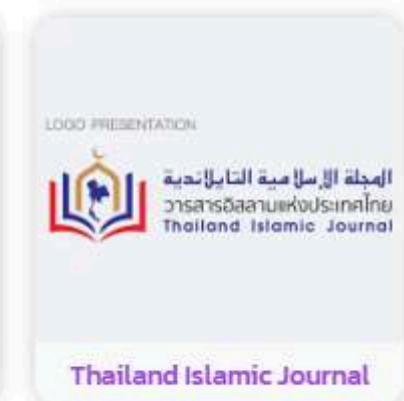 LOGO PRESENTATION
المجلة الإسلامية التايلاندية
วารสารอิสลามแห่งประเทศไทย
Thailand Islamic Journal
Thailand Islamic Journal